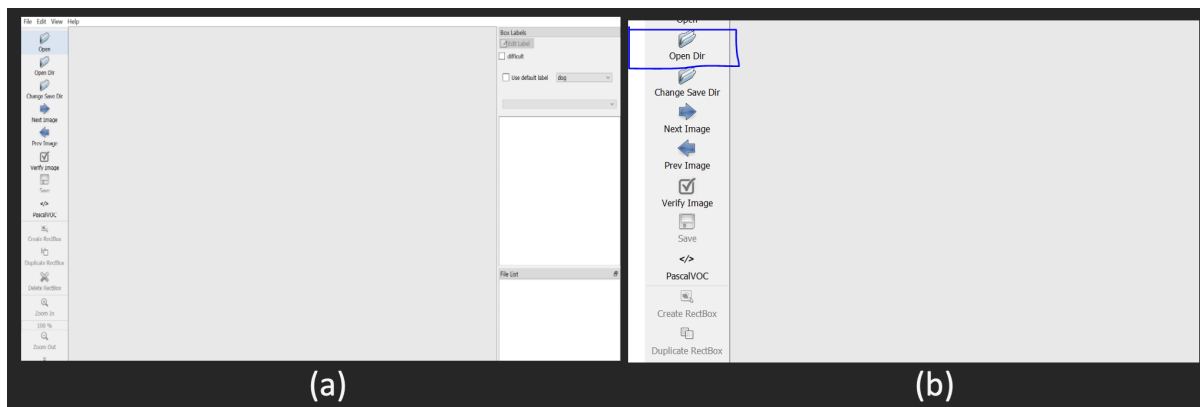 File Edit View Help
Open
Open Dir
Change Save Dir
Next Image
Prev Image
Verify Image
Save
</>
PascalVOC
Create RectBox
Duplicate RectBox
Delete RectBox
Zoom In
100 %
Zoom Out
Box Labels
Edit Label
difficult
Use default label dog
File List
(a)
Open
Open Dir
Change Save Dir
Next Image
Prev Image
Verify Image
Save
</>
PascalVOC
Create RectBox
Duplicate RectBox
(b)